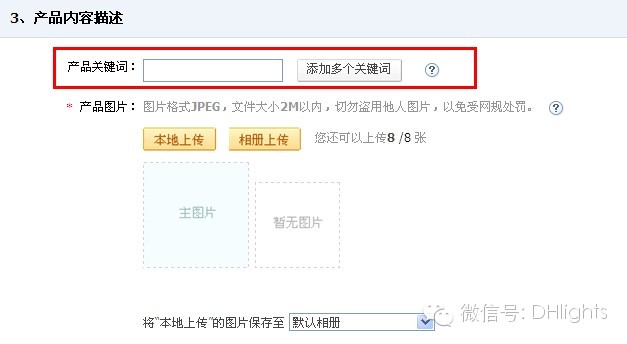 3、产品内容描述
产品关键词： 添加多个关键词 ?
* 产品图片： 图片格式JPEG，文件大小2M以内，切勿盗用他人图片，以免受网规处罚。 ?
本地上传 相册上传 您还可以上传8 /8 张
主图片 暂无图片
将“本地上传”的图片保存至 默认相册
微信号: DHlights